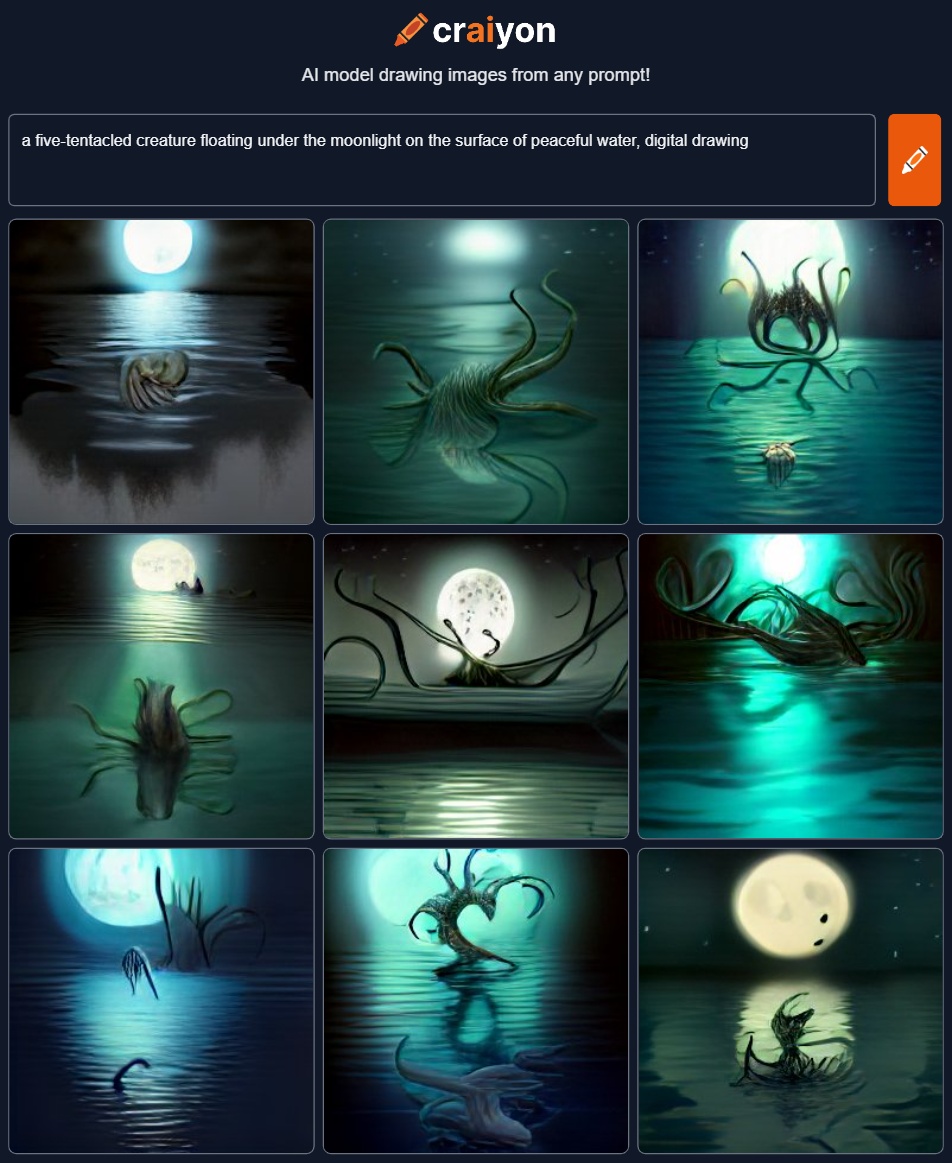 craiyon
AI model drawing images from any prompt!
a five-tentacled creature floating under the moonlight on the surface of peaceful water, digital drawing